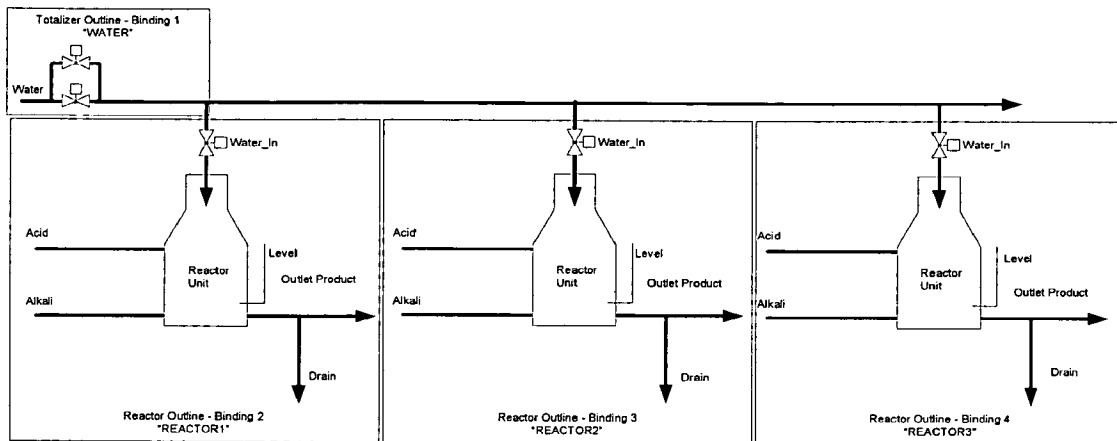 Totalizer Outline - Binding 1
"WATER"
Water
Water_In
Water_In
Water_In
Acid
Level
Reactor
Unit
Outlet Product
Alkali
Drain
Reactor Outline - Binding 2
"REACTOR1"
Acid
Level
Reactor
Unit
Outlet Product
Alkali
Drain
Reactor Outline - Binding 3
"REACTOR2"
Acid
Level
Reactor
Unit
Outlet Product
Alkali
Drain
Reactor Outline - Binding 4
"REACTOR3"